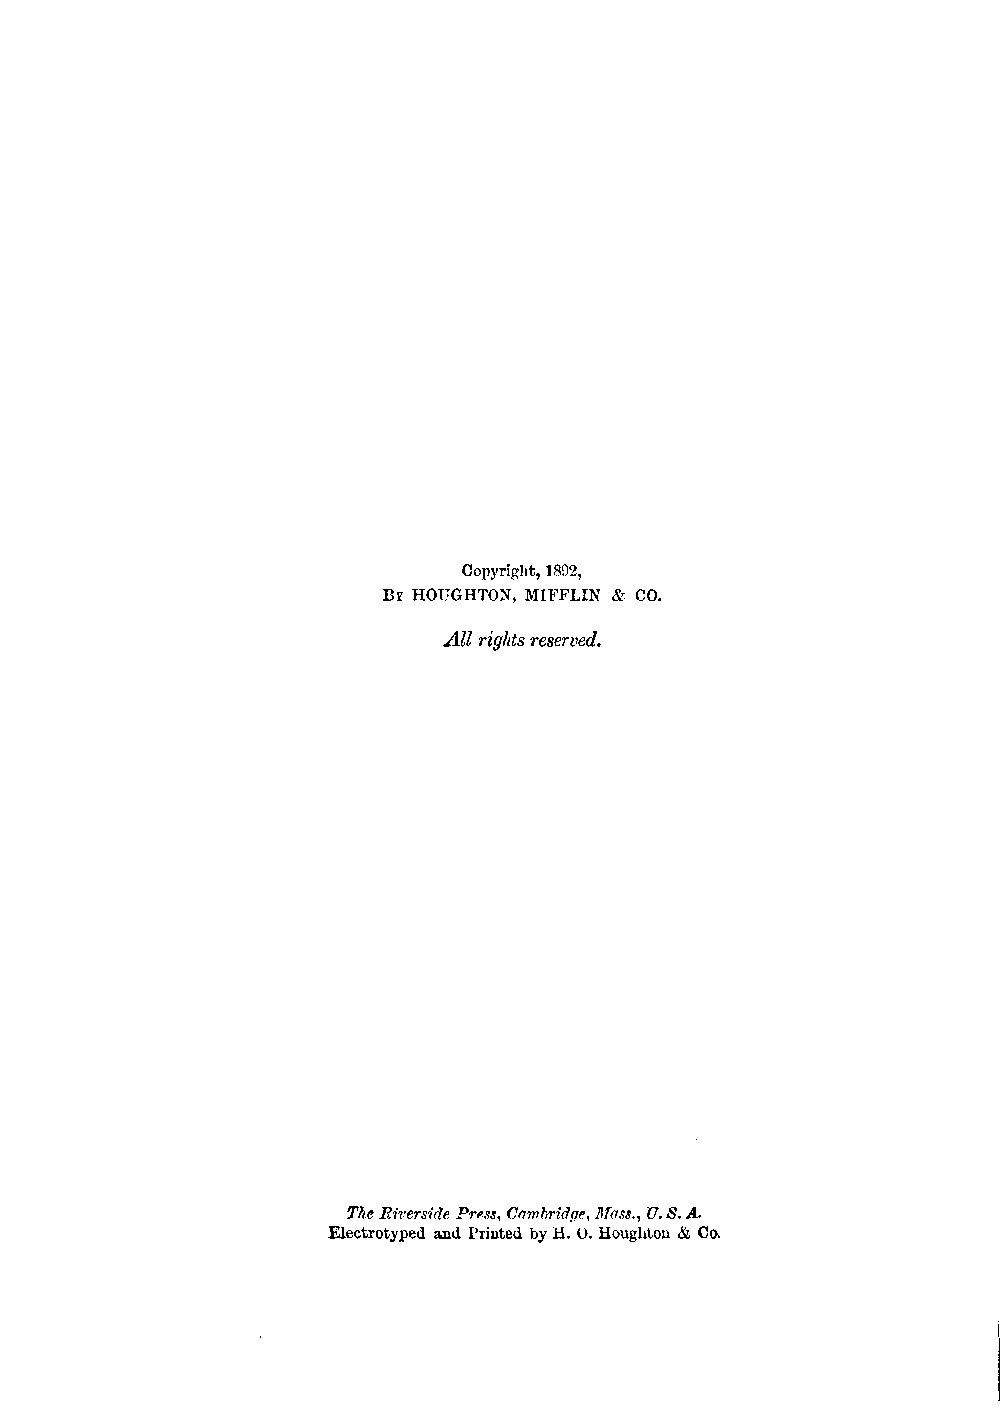 Copyright, 1892,
By HOUGHTON, MIFFLIN & CO.
All rights reserved.
The Riverside Press, Cambridge, Mass., U. S. A.
Electrotyped and Printed by H. O. Houghton & Co.